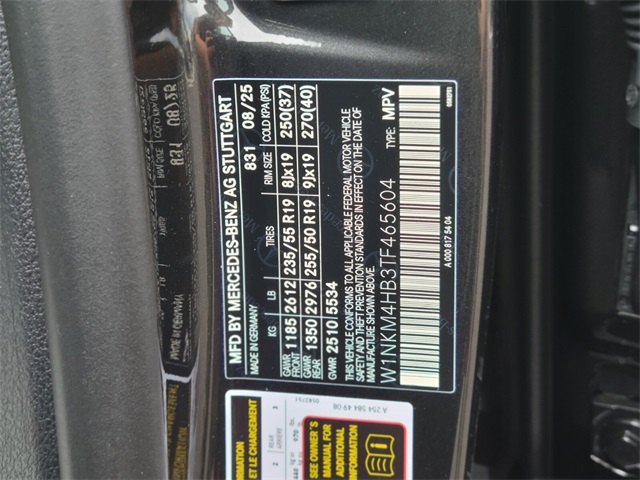 MFD BY MERCEDES-BENZ AG STUTTGART
MADE IN GERMANY 831 08/25
GAWR KG LB TIRES RIM SIZE COLD KPA(PSI)
FRONT 1185 2612 235/55 R19 8Jx19 250(37)
GAWR
REAR 1350 2976 255/50 R19 9Jx19 270(40)
GVWR 2510 5534
THIS VEHICLE CONFORMS TO ALL APPLICABLE FEDERAL MOTOR VEHICLE
SAFETY AND THEFT PREVENTION STANDARDS IN EFFECT ON THE DATE OF
MANUFACTURE SHOWN ABOVE.
TYPE: MPV
W1NKM4HB3TF465604
A 000 817 54 04
A 254 584 49 08
ET LE CHARGEMENT
SEE OWNER'S
MANUAL FOR
ADDITIONAL